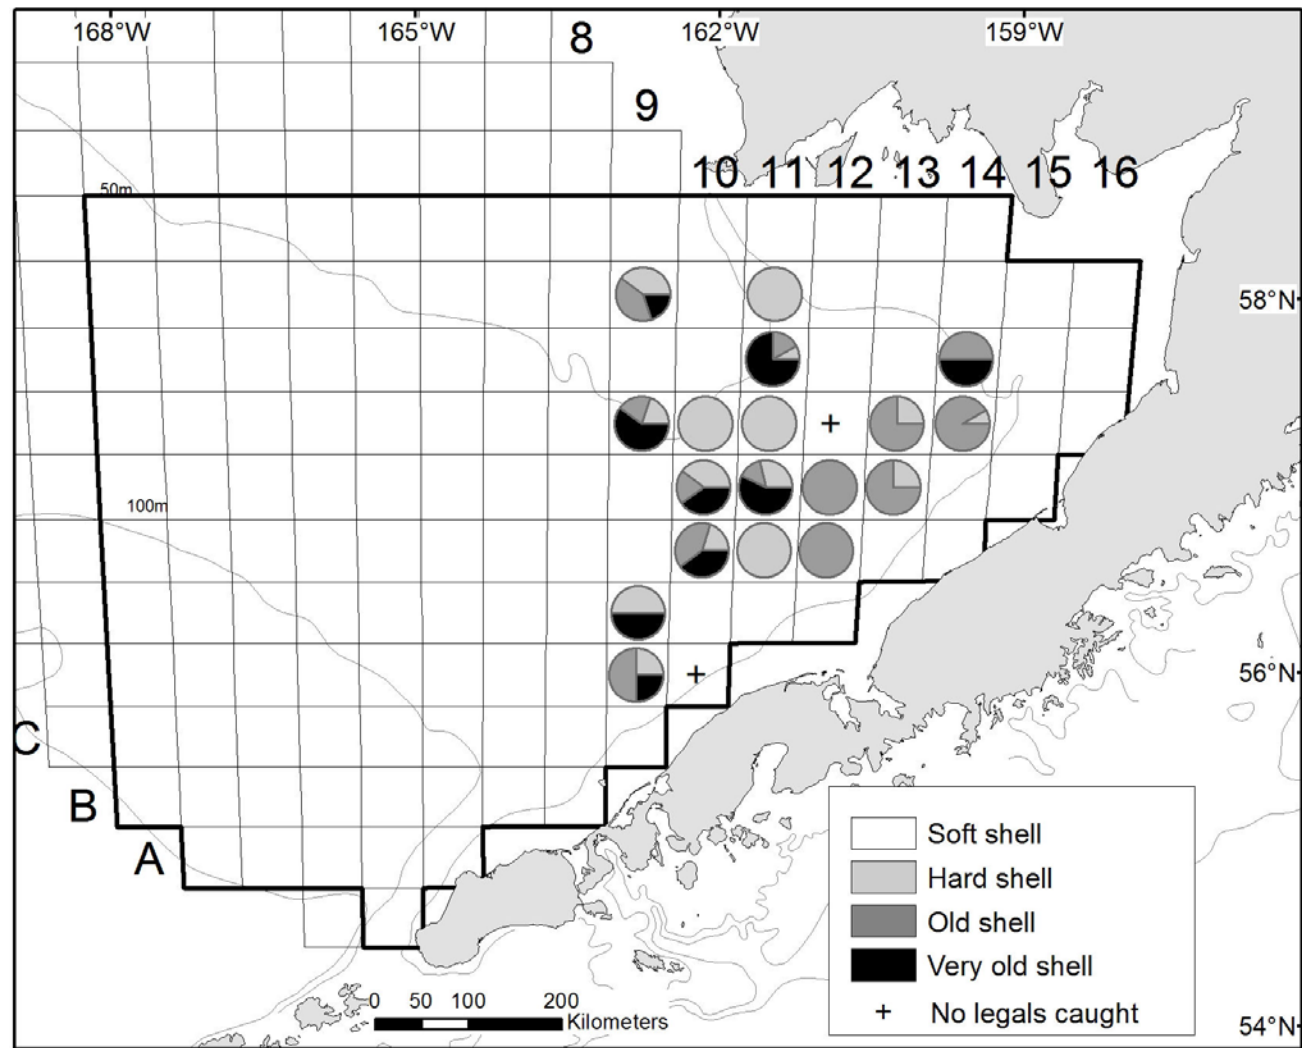 168°W 165°W 162°W 159°W
8
9
10 11 12 13 14 15 16
50m
58°N
100m
56°N
C
B
A
Soft shell
Hard shell
Old shell
Very old shell
+ No legals caught
0 50 100 200
Kilometers
54°N